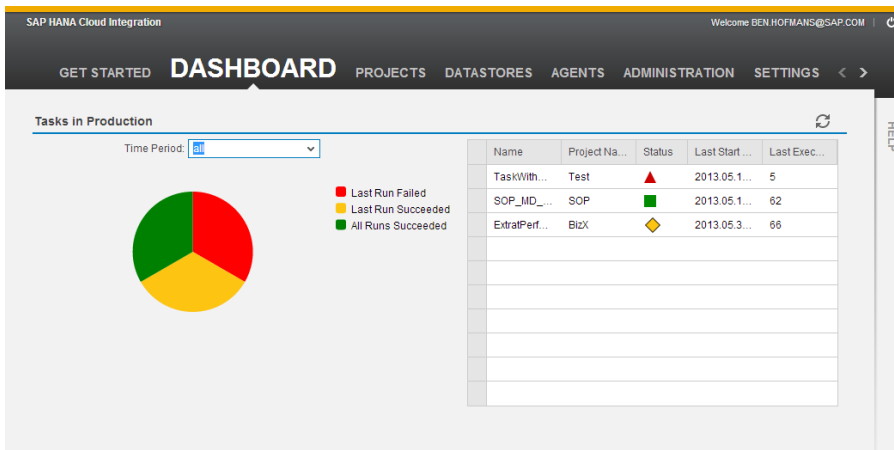 SAP HANA Cloud Integration
Welcome BEN.HOFMANS@SAP.COM
GET STARTED DASHBOARD PROJECTS DATASTORES AGENTS ADMINISTRATION SETTINGS < >
HELP
Tasks in Production
Time Period: all
Last Run Failed
Last Run Succeeded
All Runs Succeeded
Name Project Na... Status Last Start ... Last Exec...
TaskWith... Test 2013.05.1... 5
SOP_MD_... SOP 2013.05.1... 62
ExtratPerf... BizX 2013.05.3... 66